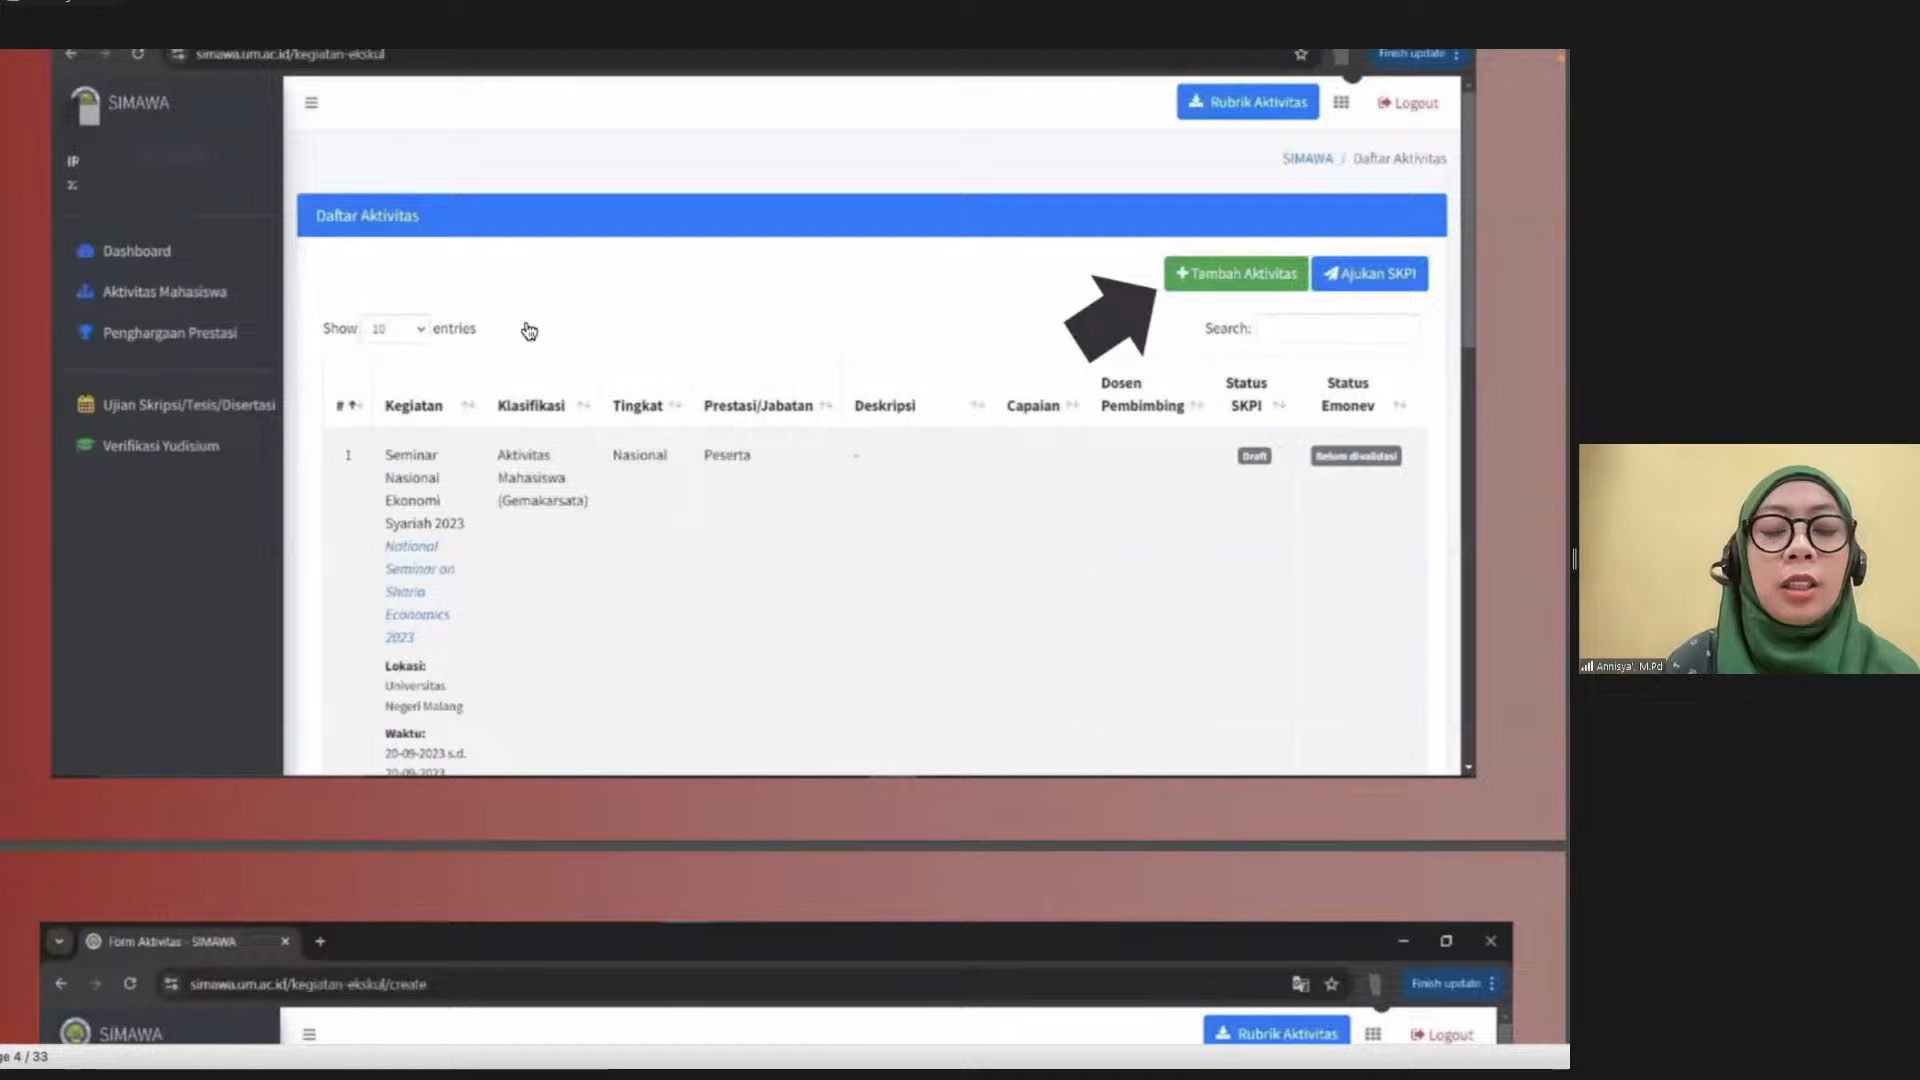 simawa.um.ac.id/kegiatan-ekskul
Finish update
SIMAWA
Rubrik Aktivitas
Logout
SIMAWA / Daftar Aktivitas
Daftar Aktivitas
Dashboard
Aktivitas Mahasiswa
Penghargaan Prestasi
Ujian Skripsi/Tesis/Disertasi
Verifikasi Yudisium
+ Tambah Aktivitas
Ajukan SKPI
Show 10 entries
Search:
# Kegiatan Klasifikasi Tingkat Prestasi/Jabatan Deskripsi Capaian Dosen Pembimbing Status SKPI Status Emonev
1
Seminar
Nasional
Ekonomi
Syariah 2023
National
Seminar on
Sharia
Economics
2023
Lokasi:
Universitas
Negeri Malang
Waktu:
20-09-2023 s.d.
20-09-2023
Aktivitas
Mahasiswa
(Gemakarsata)
Nasional
Peserta
-
Draft
Belum divalidasi
Annisya', M.Pd
Form Aktivitas - SIMAWA
simawa.um.ac.id/kegiatan-ekskul/create
Finish update
SIMAWA
Rubrik Aktivitas
Logout
4 / 33